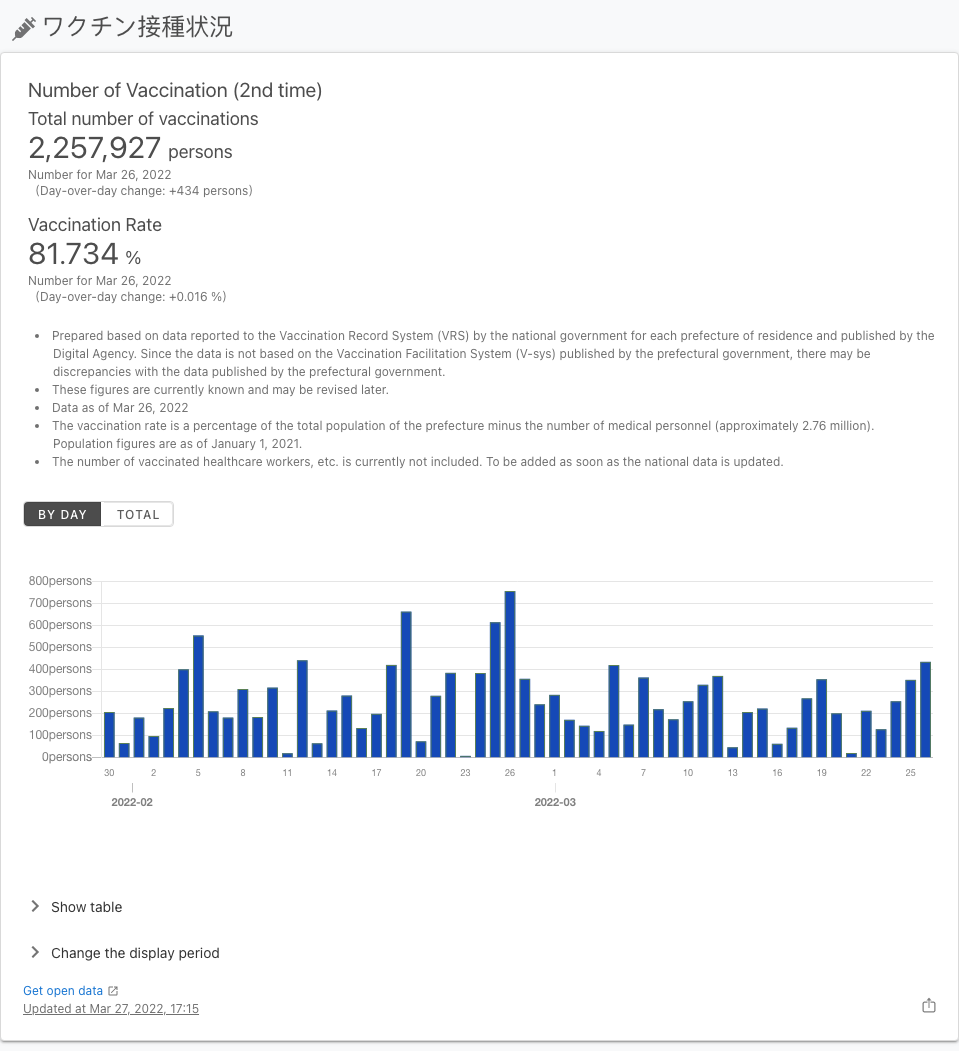 ワクチン接種状況
Number of Vaccination (2nd time)
Total number of vaccinations
2,257,927 persons
Number for Mar 26, 2022
(Day-over-day change: +434 persons)
Vaccination Rate
81.734 %
Number for Mar 26, 2022
(Day-over-day change: +0.016 %)
• Prepared based on data reported to the Vaccination Record System (VRS) by the national government for each prefecture of residence and published by the
Digital Agency. Since the data is not based on the Vaccination Facilitation System (V-sys) published by the prefectural government, there may be
discrepancies with the data published by the prefectural government.
• These figures are currently known and may be revised later.
• Data as of Mar 26, 2022
• The vaccination rate is a percentage of the total population of the prefecture minus the number of medical personnel (approximately 2.76 million).
Population figures are as of January 1, 2021.
• The number of vaccinated healthcare workers, etc. is currently not included. To be added as soon as the national data is updated.
BY DAY TOTAL
800persons
700persons
600persons
500persons
400persons
300persons
200persons
100persons
0persons
30 2 5 8 11 14 17 20 23 26 1 4 7 10 13 16 19 22 25
2022-02 2022-03
Show table
Change the display period
Get open data
Updated at Mar 27, 2022, 17:15